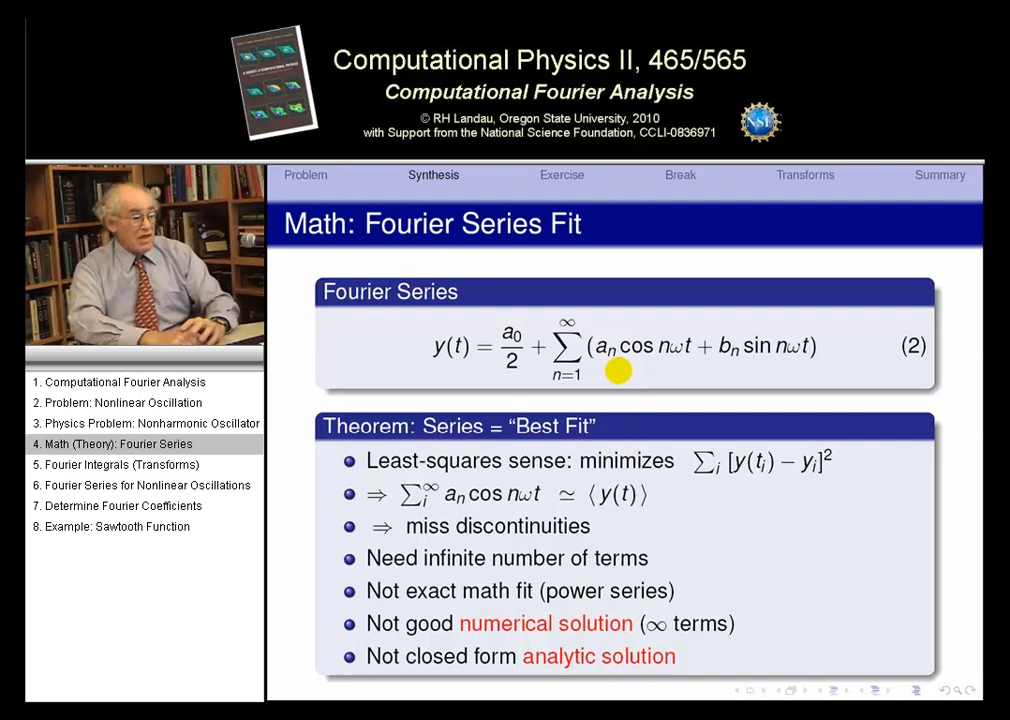 Computational Physics II, 465/565
Computational Fourier Analysis
© RH Landau, Oregon State University, 2010
with Support from the National Science Foundation, CCLI-0836971
NSF
Problem Synthesis Exercise Break Transforms Summary
Math: Fourier Series Fit
Fourier Series
y(t) = a₀/2 + ∑_{n=1}^{∞} (aₙ cos nωt + bₙ sin nωt) (2)
Theorem: Series = “Best Fit”
Least-squares sense: minimizes ∑ᵢ [y(tᵢ) − yᵢ]²
⇒ ∑ᵢ^∞ aₙ cos nωt ≃ ⟨ y(t) ⟩
⇒ miss discontinuities
Need infinite number of terms
Not exact math fit (power series)
Not good numerical solution (∞ terms)
Not closed form analytic solution
1. Computational Fourier Analysis
2. Problem: Nonlinear Oscillation
3. Physics Problem: Nonharmonic Oscillator
4. Math (Theory): Fourier Series
5. Fourier Integrals (Transforms)
6. Fourier Series for Nonlinear Oscillations
7. Determine Fourier Coefficients
8. Example: Sawtooth Function